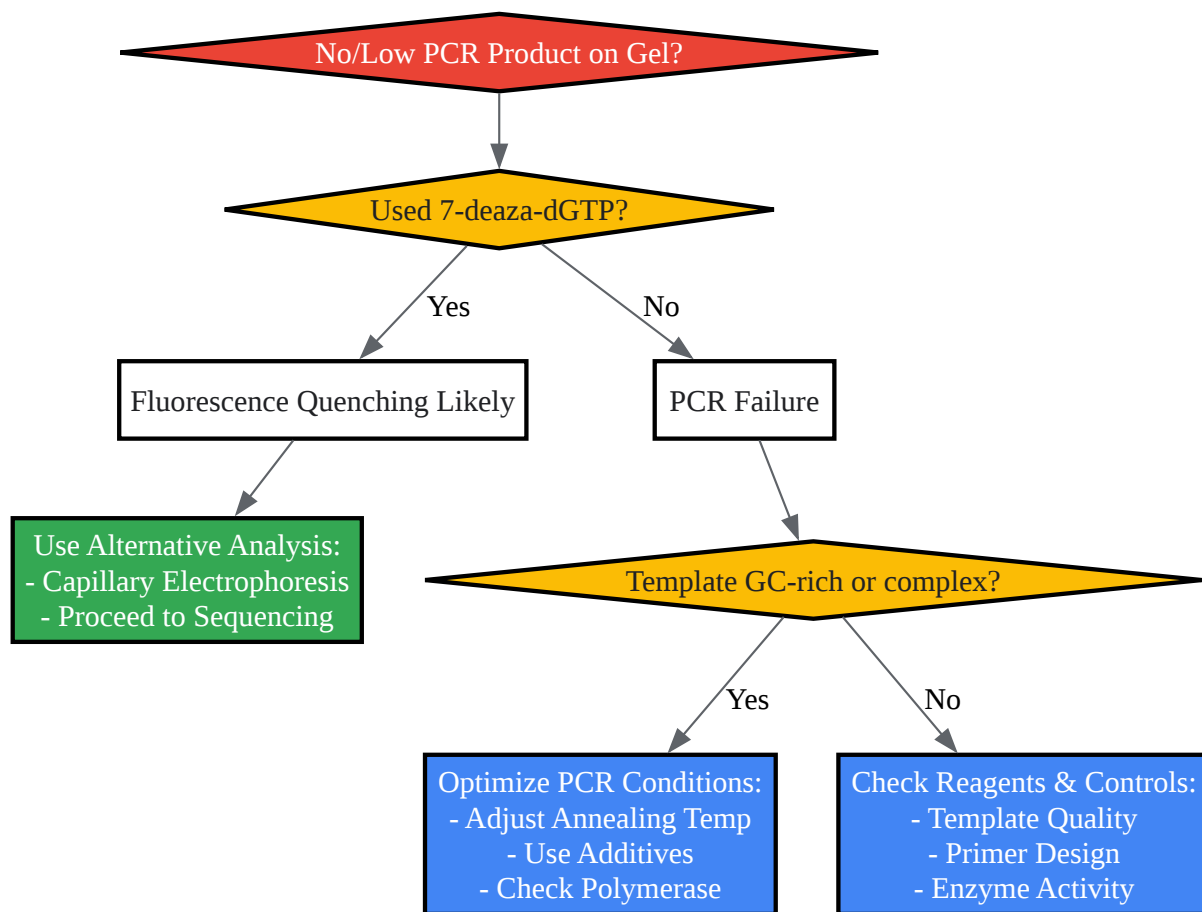 No/Low PCR Product on Gel?
Used 7-deaza-dGTP?
Yes
No
Fluorescence Quenching Likely
PCR Failure
Use Alternative Analysis:
- Capillary Electrophoresis
- Proceed to Sequencing
Template GC-rich or complex?
Yes
No
Optimize PCR Conditions:
- Adjust Annealing Temp
- Use Additives
- Check Polymerase
Check Reagents & Controls:
- Template Quality
- Primer Design
- Enzyme Activity